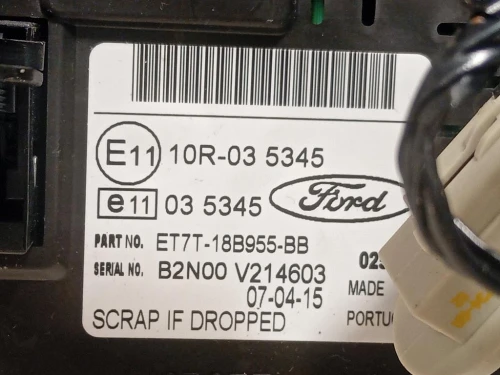 E11 10R-03 5345
e11 03 5345 Ford
PART NO. ET7T-18B955-BB
SERIAL NO. B2N00 V214603
07-04-15 MADE
SCRAP IF DROPPED